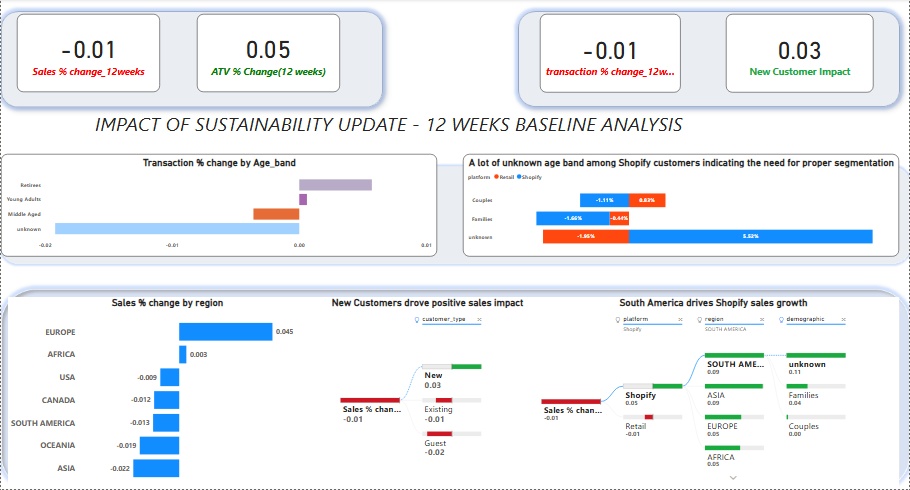 -0.01
Sales % change_12weeks
0.05
ATV % Change(12 weeks)
-0.01
transaction % change_12w...
0.03
New Customer Impact
IMPACT OF SUSTAINABILITY UPDATE - 12 WEEKS BASELINE ANALYSIS
Transaction % change by Age_band
Retirees
Young Adults
Middle Aged
unknown
-0.02 -0.01 0.00 0.01
A lot of unknown age band among Shopify customers indicating the need for proper segmentation
platform Retail Shopify
Couples -1.11% 0.83%
Families -1.66% -0.44%
unknown -1.95% 5.53%
Sales % change by region
EUROPE 0.045
AFRICA 0.003
USA -0.009
CANADA -0.012
SOUTH AMERICA -0.013
OCEANIA -0.019
ASIA -0.022
New Customers drove positive sales impact
customer_type
Sales % chan...
-0.01
New
0.03
Existing
-0.01
Guest
-0.02
South America drives Shopify sales growth
platform region demographic
Shopify SOUTH AMERICA
Sales % chan...
-0.01
Shopify
0.05
Retail
-0.01
SOUTH AME...
0.09
ASIA
0.09
EUROPE
0.05
AFRICA
0.05
unknown
0.11
Families
0.04
Couples
0.00